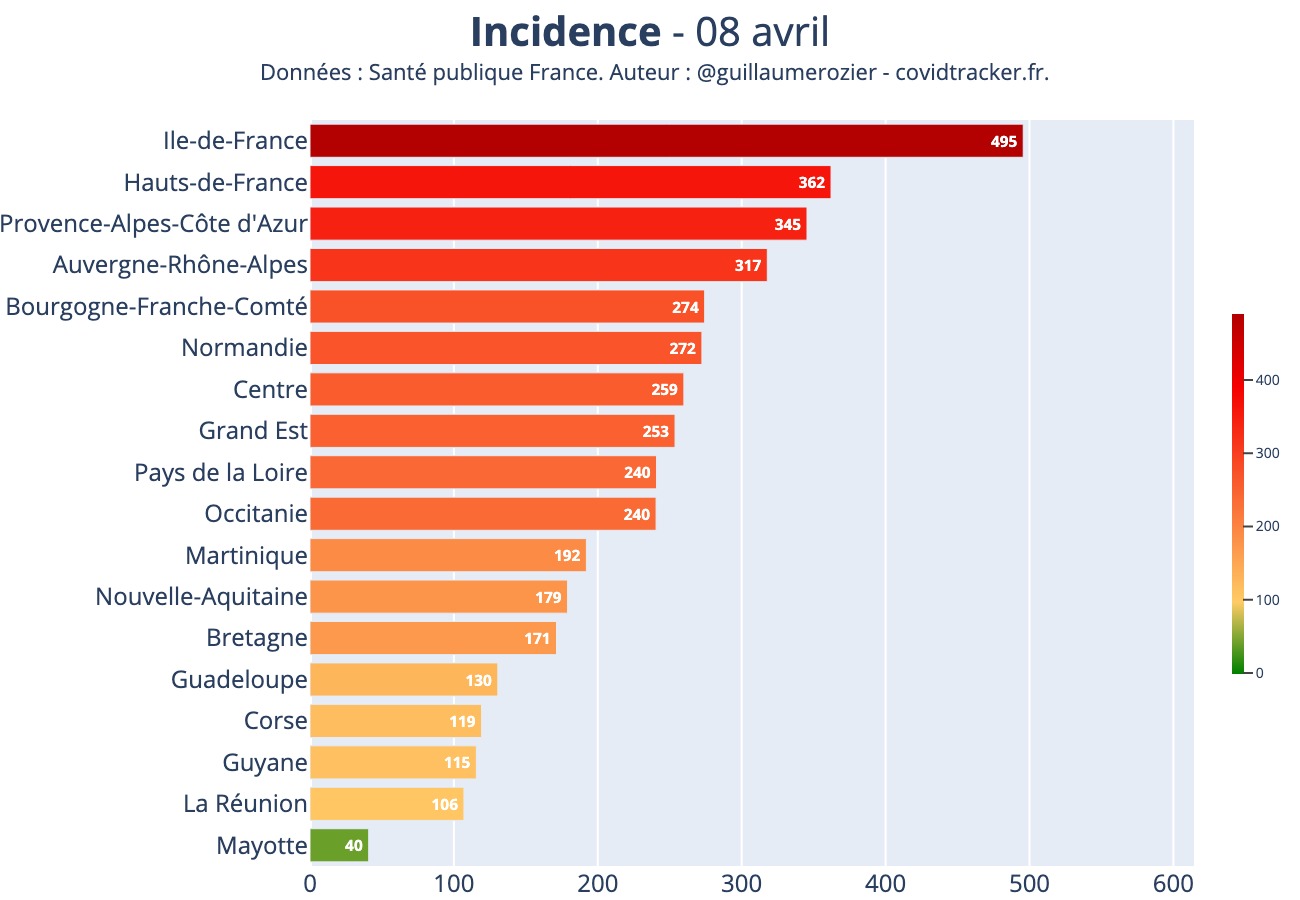 Incidence - 08 avril
Données : Santé publique France. Auteur : @guillaumerozier - covidtracker.fr.
Ile-de-France 495
Hauts-de-France 362
Provence-Alpes-Côte d'Azur 345
Auvergne-Rhône-Alpes 317
Bourgogne-Franche-Comté 274
Normandie 272
Centre 259
Grand Est 253
Pays de la Loire 240
Occitanie 240
Martinique 192
Nouvelle-Aquitaine 179
Bretagne 171
Guadeloupe 130
Corse 119
Guyane 115
La Réunion 106
Mayotte 40
0 100 200 300 400 500 600
400
300
200
100
0